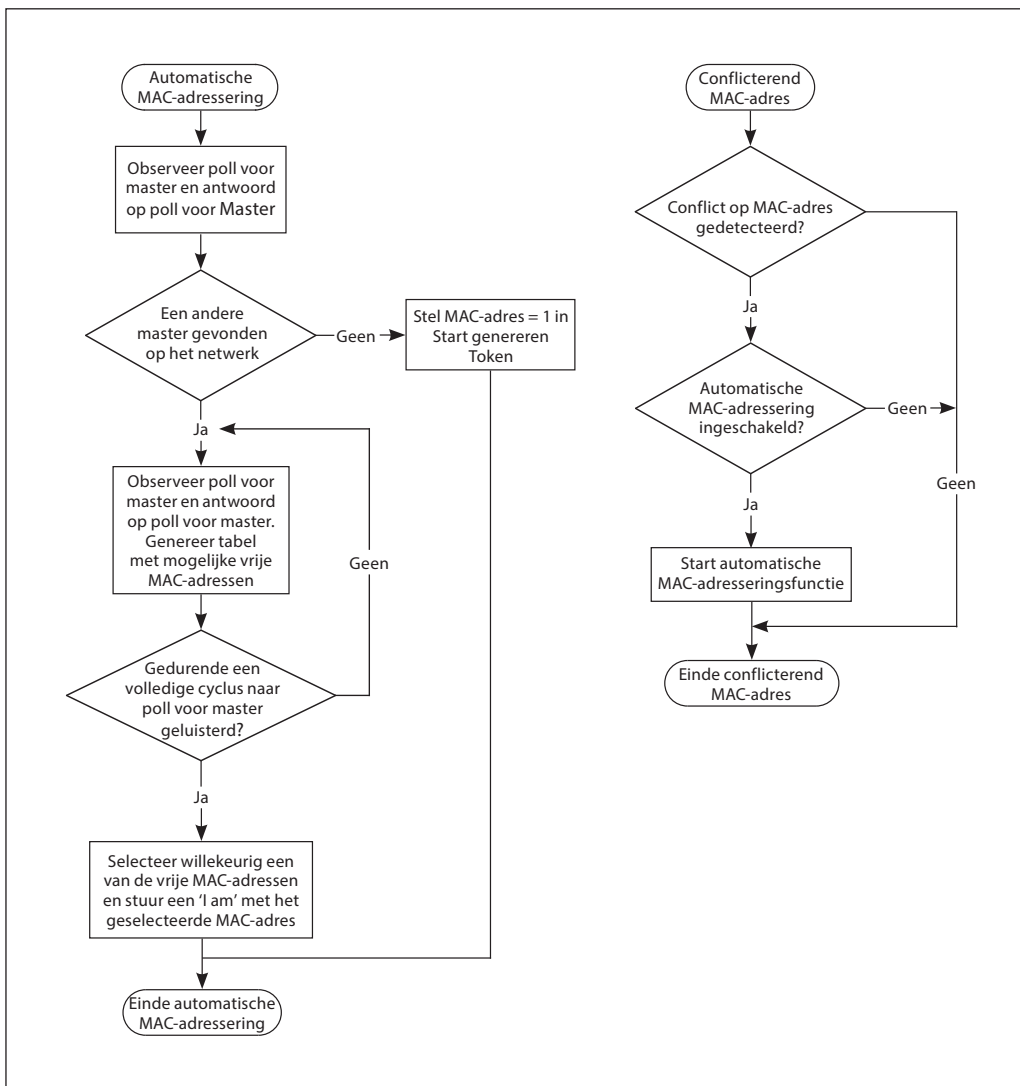 Automatische
MAC-adressering
Observeer poll voor
master en antwoord
op poll voor Master
Een andere
master gevonden
op het netwerk
Geen
Stel MAC-adres = 1 in
Start genereren
Token
Ja
Observeer poll voor
master en antwoord
op poll voor master.
Genereer tabel
met mogelijke vrije
MAC-adressen
Geen
Gedurende een
volledige cyclus naar
poll voor master
geluisterd?
Ja
Selecteer willekeurig een
van de vrije MAC-adressen
en stuur een ‘I am’ met het
geselecteerde MAC-adres
Einde automatische
MAC-adressering
Conflicterend
MAC-adres
Conflict op MAC-adres
gedetecteerd?
Ja
Automatische
MAC-adressering
ingeschakeld?
Geen
Geen
Ja
Start automatische
MAC-adresseringsfunctie
Einde conflicterend
MAC-adres